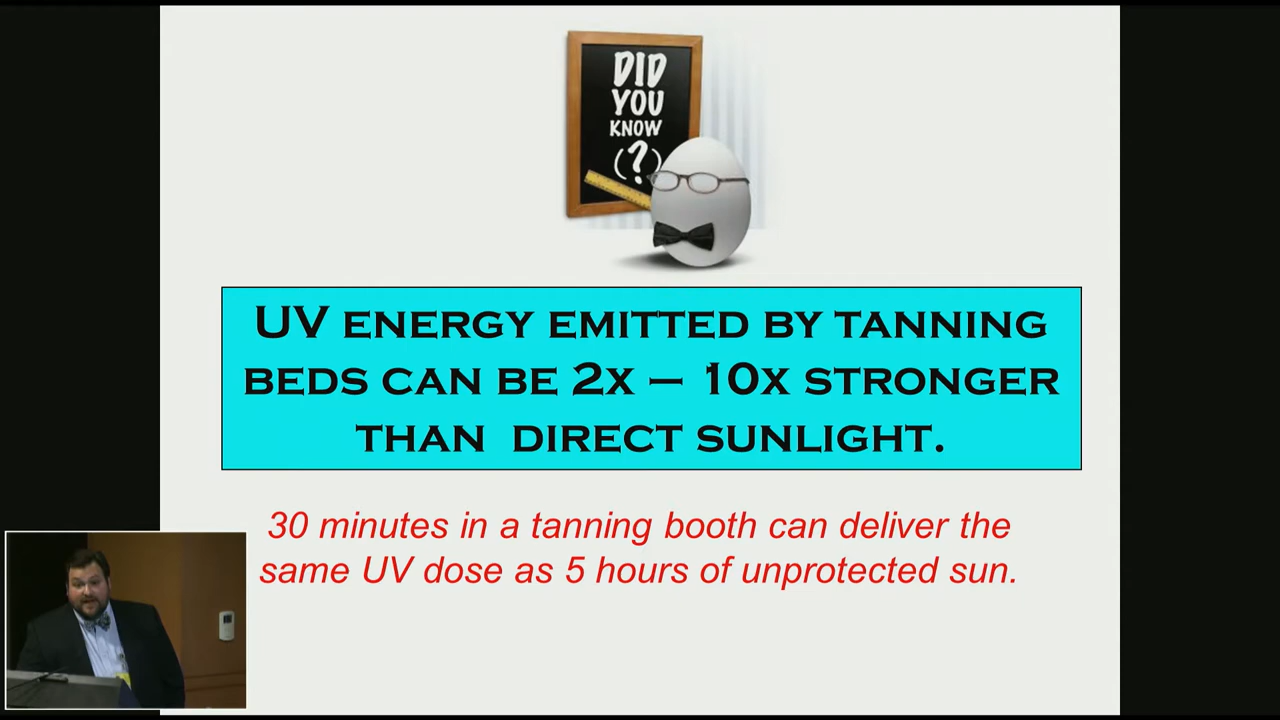 DID
YOU
KNOW
(?)
UV ENERGY EMITTED BY TANNING
BEDS CAN BE 2X – 10X STRONGER
THAN DIRECT SUNLIGHT.
30 minutes in a tanning booth can deliver the
same UV dose as 5 hours of unprotected sun.